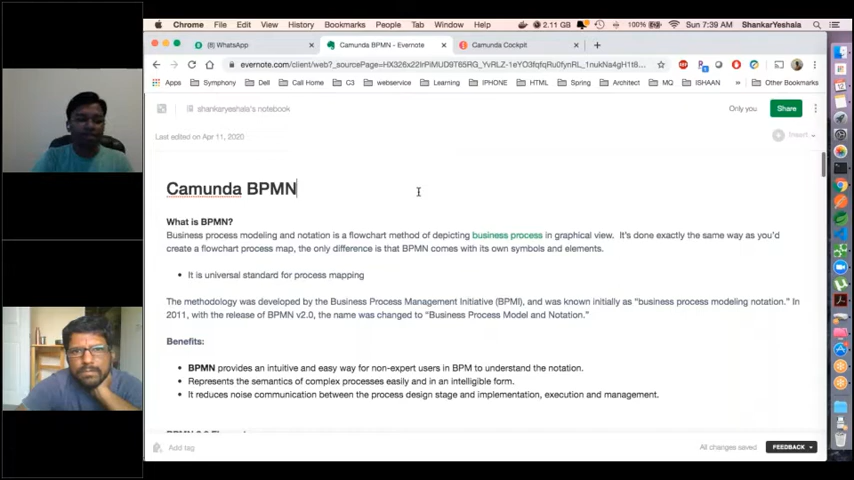 Chrome File Edit View History Bookmarks People Tab Window Help 2.11 GB 100% Sun 7:39 AM ShankarYeshala
(8) WhatsApp Camunda BPMN - Evernote Camunda Cockpit
Apps Symphony Dell Call Home C3 webservice Learning IPHONE HTML Spring Architect MQ ISHAAN » Other Bookmarks
shankaryeshala's notebook Only you Share
Last edited on Apr 11, 2020 Insert
Camunda BPMN
What is BPMN?
Business process modeling and notation is a flowchart method of depicting business process in graphical view. It's done exactly the same way as you'd
create a flowchart process map, the only difference is that BPMN comes with its own symbols and elements.
• It is universal standard for process mapping
The methodology was developed by the Business Process Management Initiative (BPMI), and was known initially as “business process modeling notation.” In
2011, with the release of BPMN v2.0, the name was changed to “Business Process Model and Notation.”
Benefits:
• BPMN provides an intuitive and easy way for non-expert users in BPM to understand the notation.
• Represents the semantics of complex processes easily and in an intelligible form.
• It reduces noise communication between the process design stage and implementation, execution and management.
Add tag All changes saved FEEDBACK